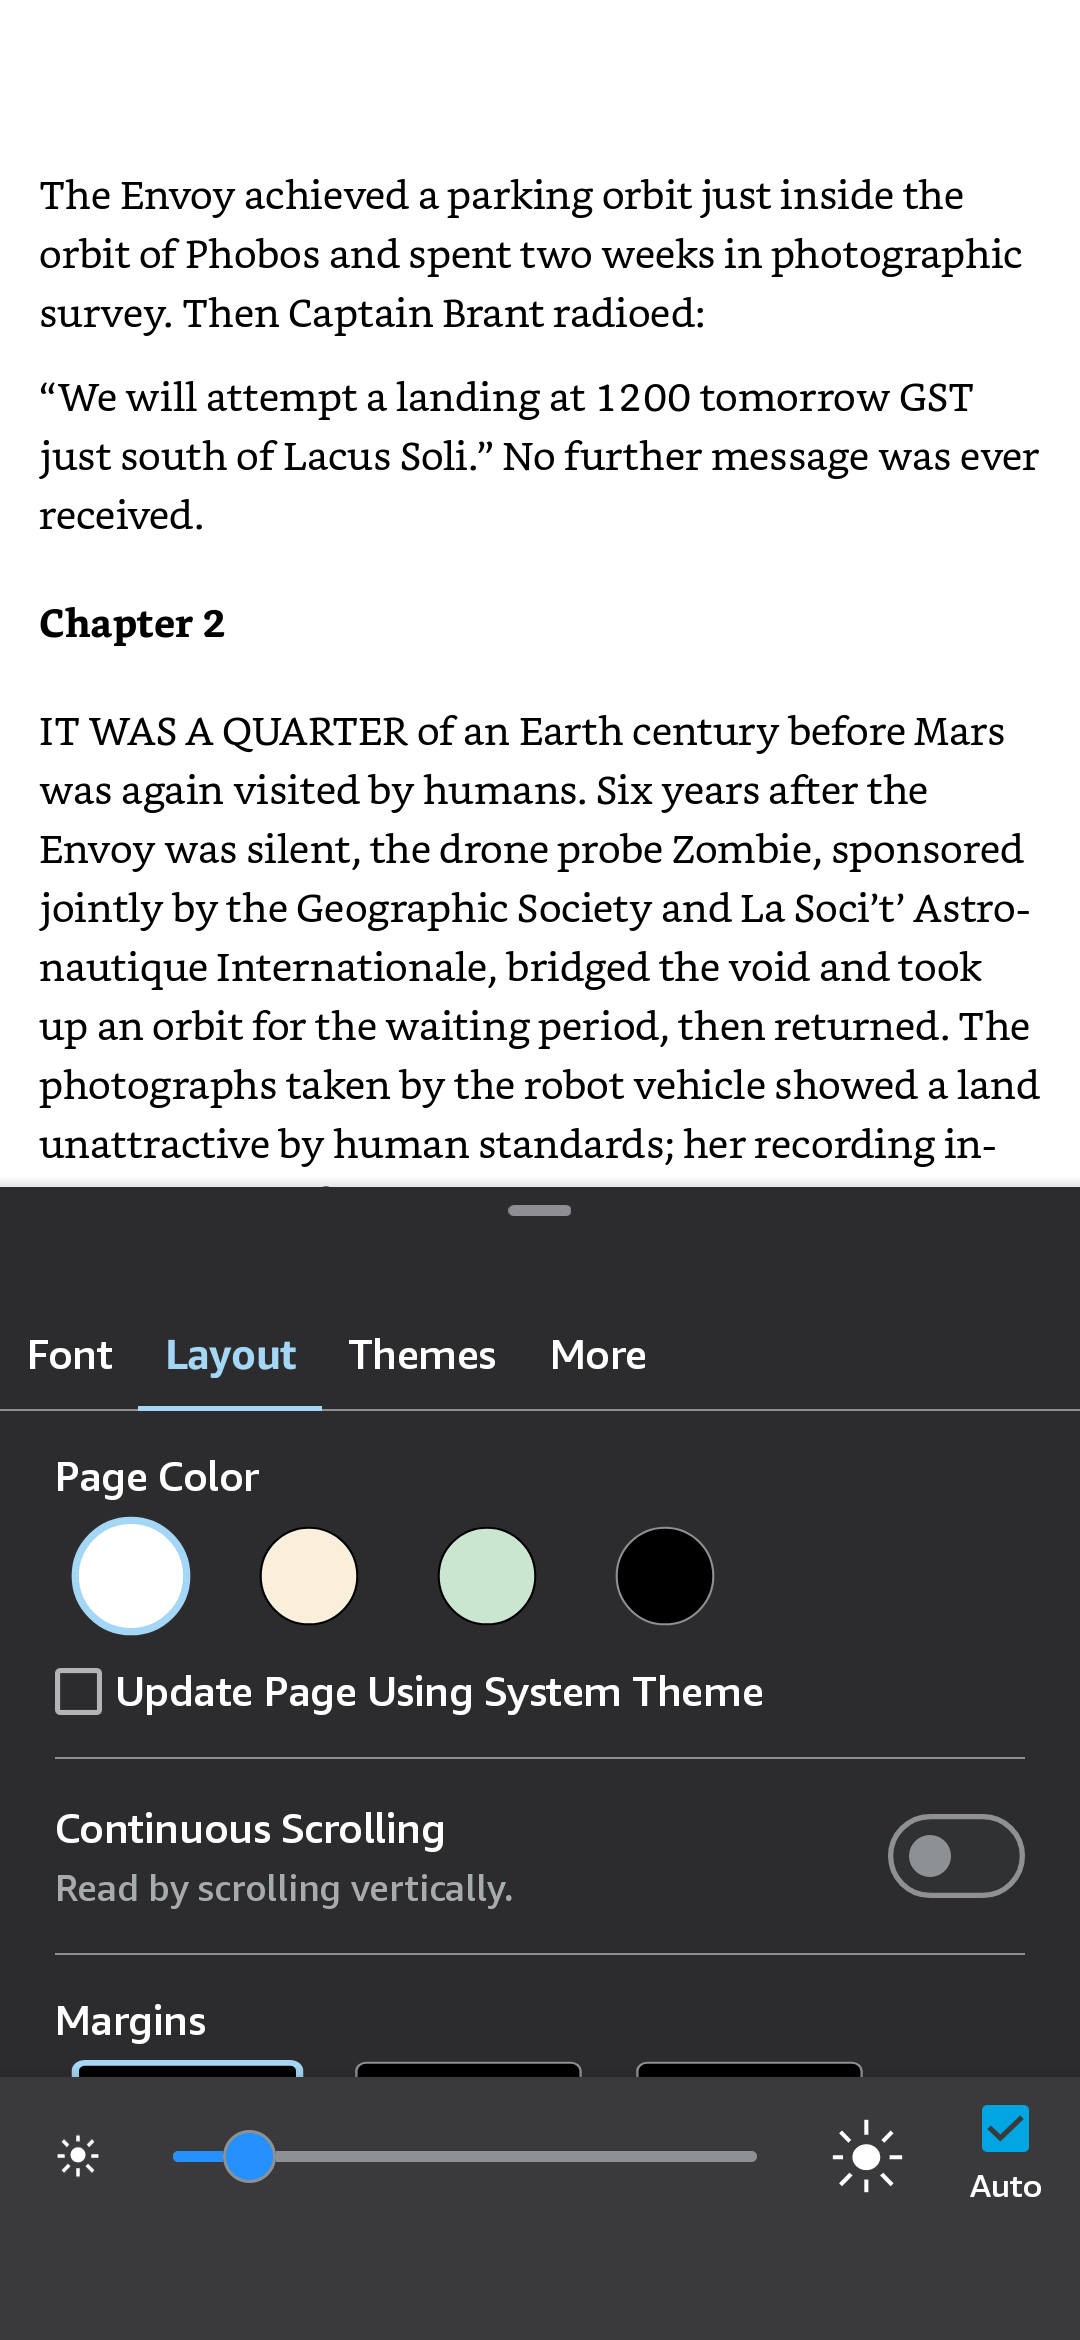 The Envoy achieved a parking orbit just inside the
orbit of Phobos and spent two weeks in photographic
survey. Then Captain Brant radioed:
“We will attempt a landing at 1200 tomorrow GST
just south of Lacus Soli.” No further message was ever
received.
Chapter 2
IT WAS A QUARTER of an Earth century before Mars
was again visited by humans. Six years after the
Envoy was silent, the drone probe Zombie, sponsored
jointly by the Geographic Society and La Soci’t’ Astro-
nautique Internationale, bridged the void and took
up an orbit for the waiting period, then returned. The
photographs taken by the robot vehicle showed a land
unattractive by human standards; her recording in-
Font Layout Themes More
Page Color
Update Page Using System Theme
Continuous Scrolling
Read by scrolling vertically.
Margins
Auto